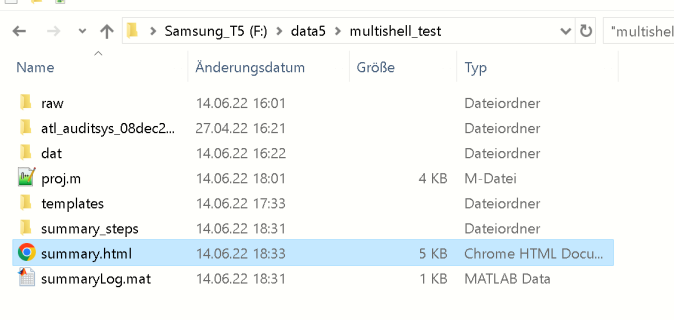 Samsung_T5 (F:) data5 multishell_test "multishel
Name Änderungsdatum Größe Typ
raw 14.06.22 16:01 Dateiordner
atl_auditsys_08dec2... 27.04.22 16:21 Dateiordner
dat 14.06.22 16:22 Dateiordner
proj.m 14.06.22 18:01 4 KB M-Datei
templates 14.06.22 17:33 Dateiordner
summary_steps 14.06.22 18:31 Dateiordner
summary.html 14.06.22 18:33 5 KB Chrome HTML Docu...
summaryLog.mat 14.06.22 18:31 1 KB MATLAB Data